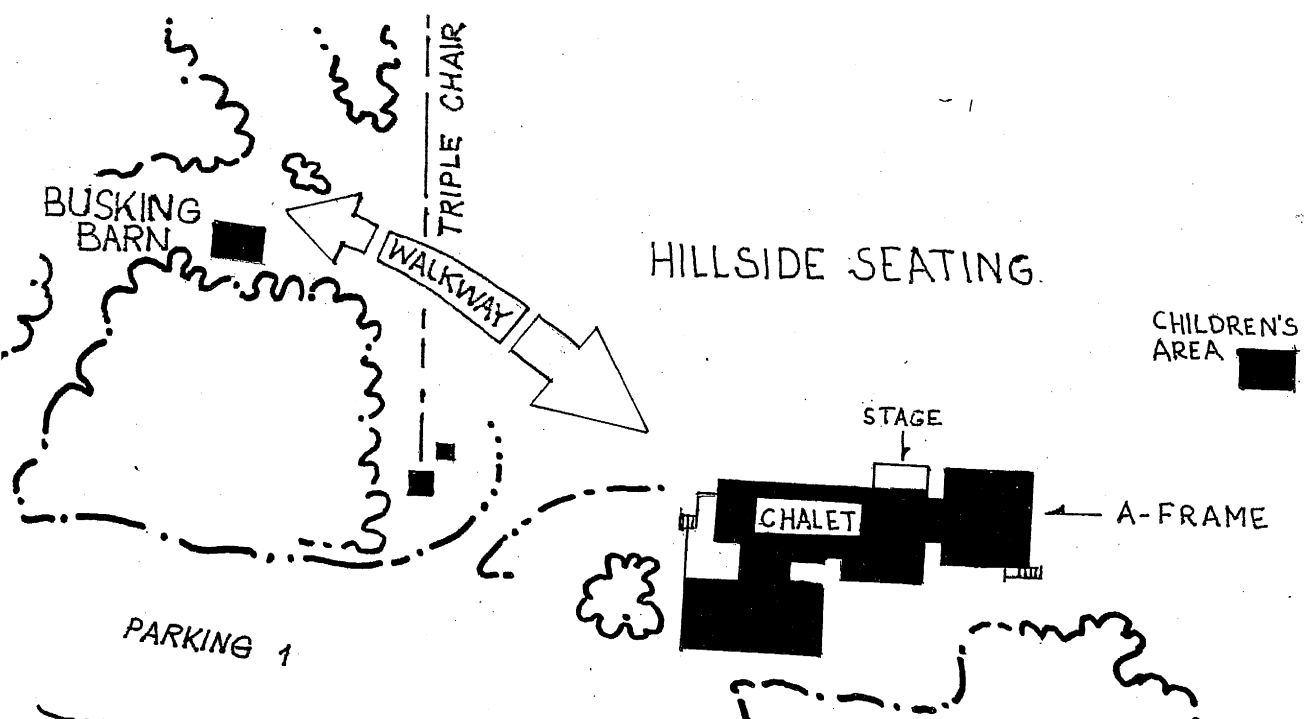 TRIPLE CHAIR
BUSKING
BARN
WALKWAY
HILLSIDE SEATING
CHILDREN'S
AREA
STAGE
CHALET
A-FRAME
PARKING 1